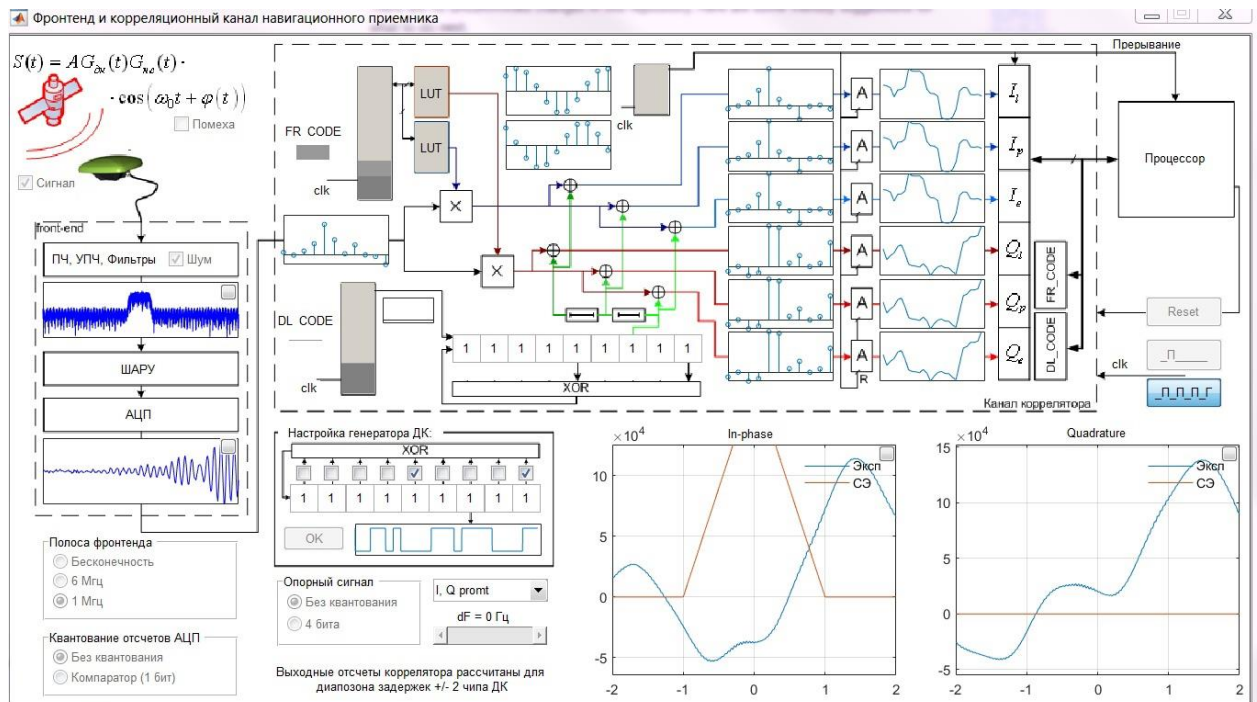 Фронтенд и корреляционный канал навигационного приемника
S(t) = AG_дк(t)G_нс(t) ·
· cos(ω₀t + φ(t))
Помеха
Сигнал
front-end
ПЧ, УПЧ, Фильтры
Шум
ШАРУ
АЦП
Полоса фронтенда
Бесконечность
6 Мгц
1 Мгц
Квантование отсчетов АЦП
Без квантования
Компаратор (1 бит)
FR CODE
clk
LUT
LUT
clk
X
X
DL CODE
clk
1 1 1 1 1 1 1 1 1
XOR
A
A
A
A
A
A
R
I_l
I_p
I_e
Q_l
Q_p
Q_e
FR_CODE
DL_CODE
Прерывание
Процессор
Reset
_П_____
clk
_П_П_П_Г
Канал коррелятора
Настройка генератора ДК:
XOR
1 1 1 1 1 1 1 1 1
OK
Опорный сигнал
Без квантования
4 бита
I, Q promt
dF = 0 Гц
Выходные отсчеты коррелятора рассчитаны для
диапозона задержек +/- 2 чипа ДК
In-phase
×10⁴
10
5
0
-5
-2 -1 0 1 2
Эксп
СЭ
Quadrature
×10⁴
15
10
5
0
-5
-2 -1 0 1 2
Эксп
СЭ